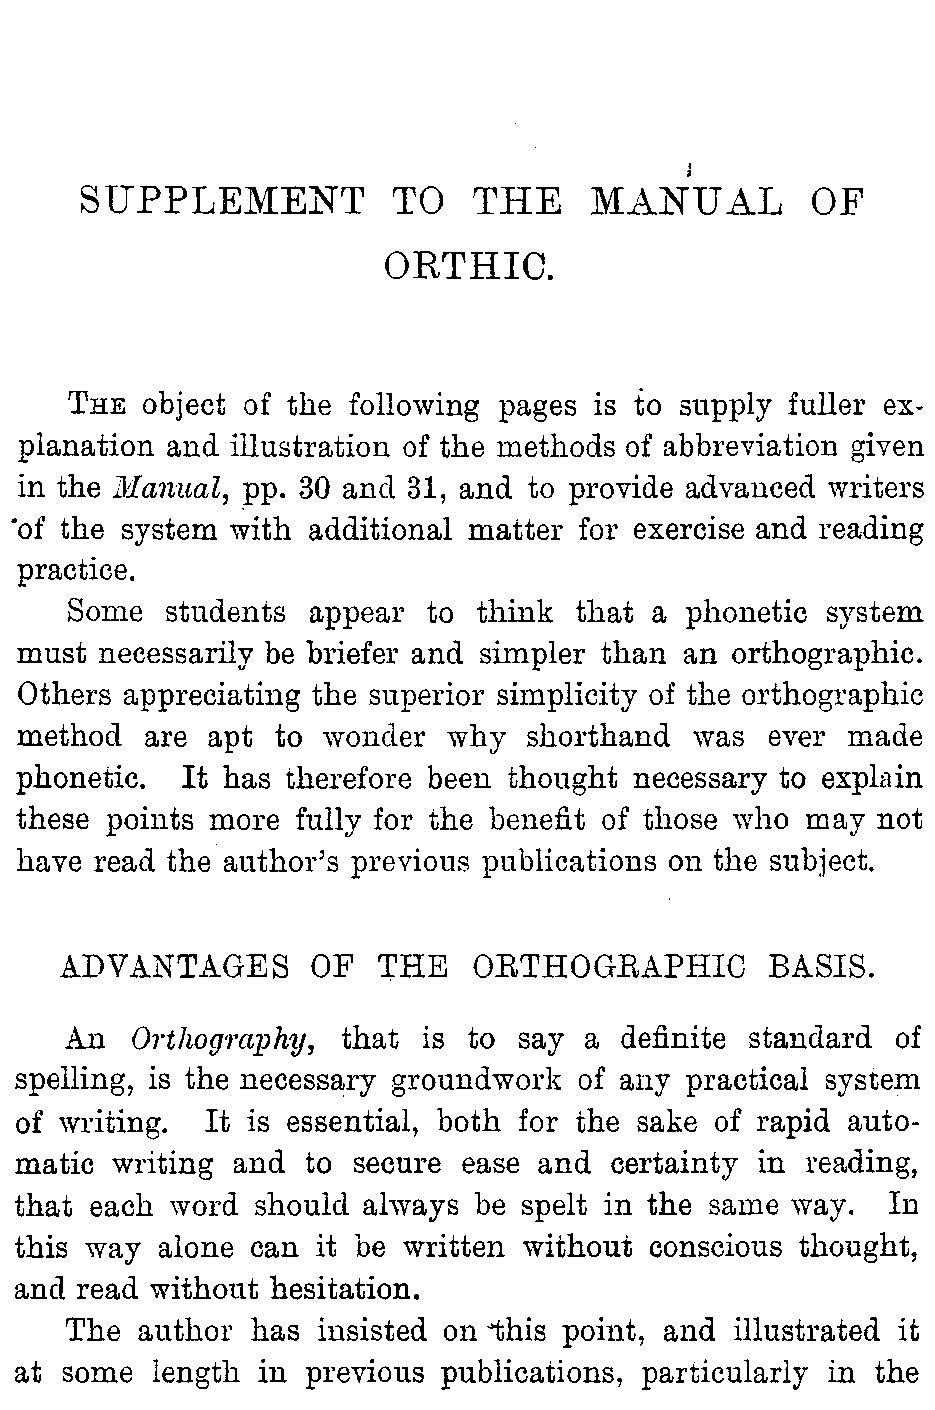 SUPPLEMENT TO THE MANUAL OF
ORTHIC.
THE object of the following pages is to supply fuller ex-
planation and illustration of the methods of abbreviation given
in the Manual, pp. 30 and 31, and to provide advanced writers
of the system with additional matter for exercise and reading
practice.
Some students appear to think that a phonetic system
must necessarily be briefer and simpler than an orthographic.
Others appreciating the superior simplicity of the orthographic
method are apt to wonder why shorthand was ever made
phonetic. It has therefore been thought necessary to explain
these points more fully for the benefit of those who may not
have read the author's previous publications on the subject.
ADVANTAGES OF THE ORTHOGRAPHIC BASIS.
An Orthography, that is to say a definite standard of
spelling, is the necessary groundwork of any practical system
of writing. It is essential, both for the sake of rapid auto-
matic writing and to secure ease and certainty in reading,
that each word should always be spelt in the same way. In
this way alone can it be written without conscious thought,
and read without hesitation.
The author has insisted on this point, and illustrated it
at some length in previous publications, particularly in the